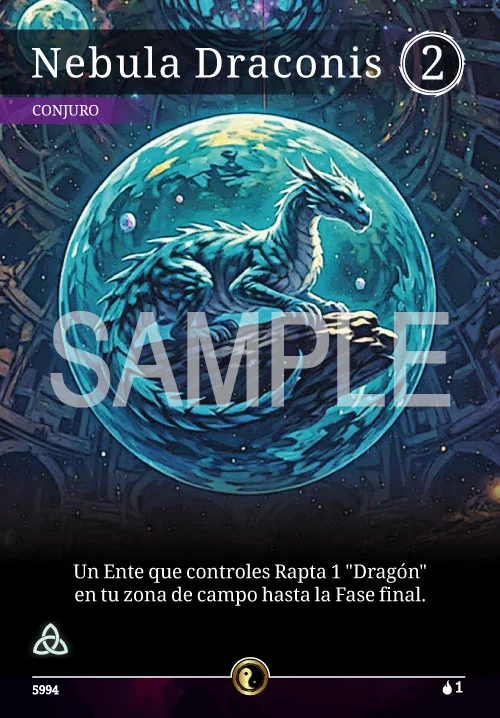 Nebula Draconis 2
CONJURO
SAMPLE
Un Ente que controles Rapta 1 "Dragón"
en tu zona de campo hasta la Fase final.
5994
1